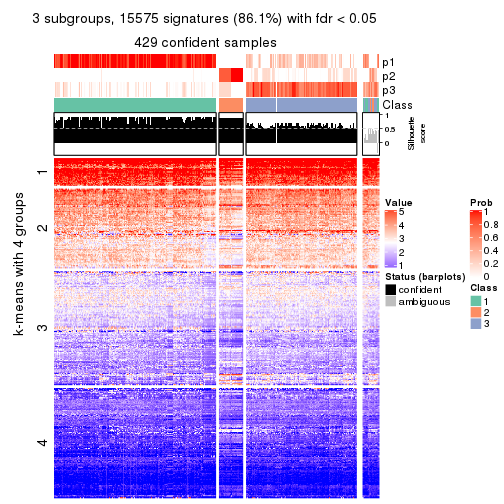 3 subgroups, 15575 signatures (86.1%) with fdr < 0.05
429 confident samples
p1
p2
p3
Class
1
0.5
0
Silhouette
score
k-means with 4 groups
1
2
3
4
Value
5
4
3
2
1
Status (barplots)
confident
ambiguous
Prob
1
0.8
0.6
0.4
0.2
0
Class
1
2
3